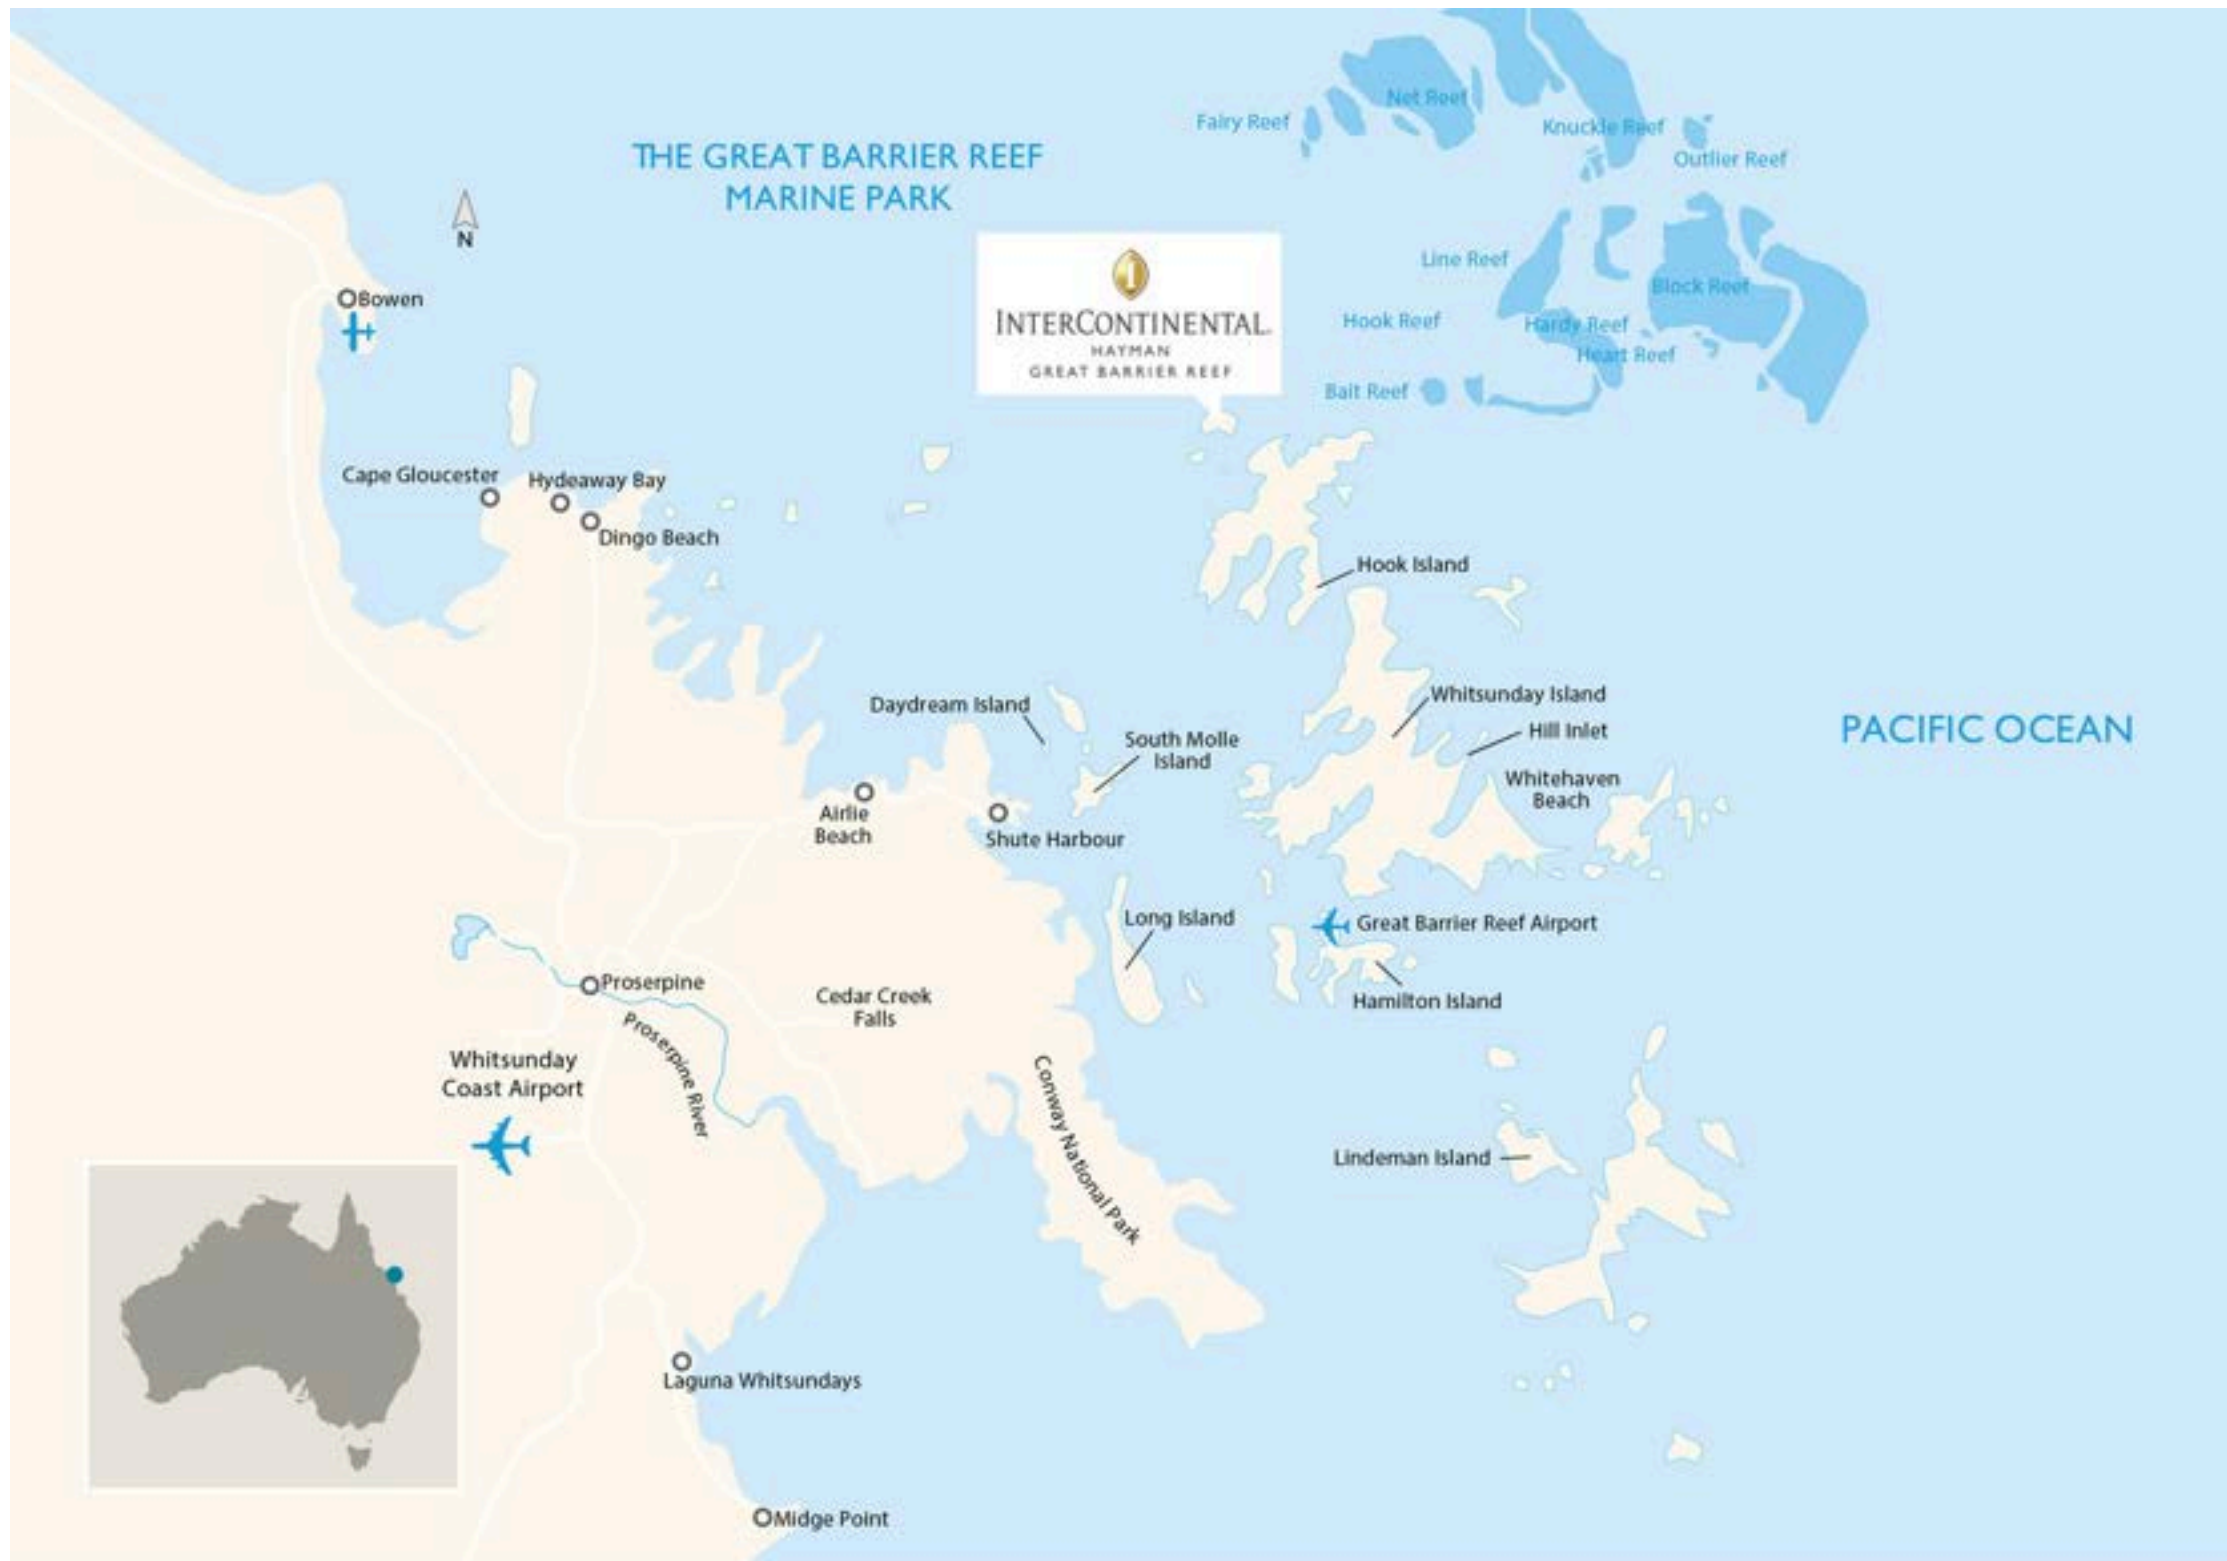 Net Reef
Fairy Reef
Knuckle Reef
Outlier Reef
THE GREAT BARRIER REEF
MARINE PARK
N
Line Reef
Block Reef
Bowen
INTERCONTINENTAL
HAYMAN
GREAT BARRIER REEF
Hook Reef
Hardy Reef
Heart Reef
Bait Reef
Cape Gloucester
Hydeaway Bay
Dingo Beach
Hook Island
Whitsunday Island
Daydream Island
Hill Inlet
PACIFIC OCEAN
South Molle
Island
Whitehaven
Beach
Airlie
Beach
Shute Harbour
Long Island
Great Barrier Reef Airport
Proserpine
Cedar Creek
Falls
Hamilton Island
Proserpine River
Whitsunday
Coast Airport
Conway National Park
Lindeman Island
Laguna Whitsundays
Midge Point